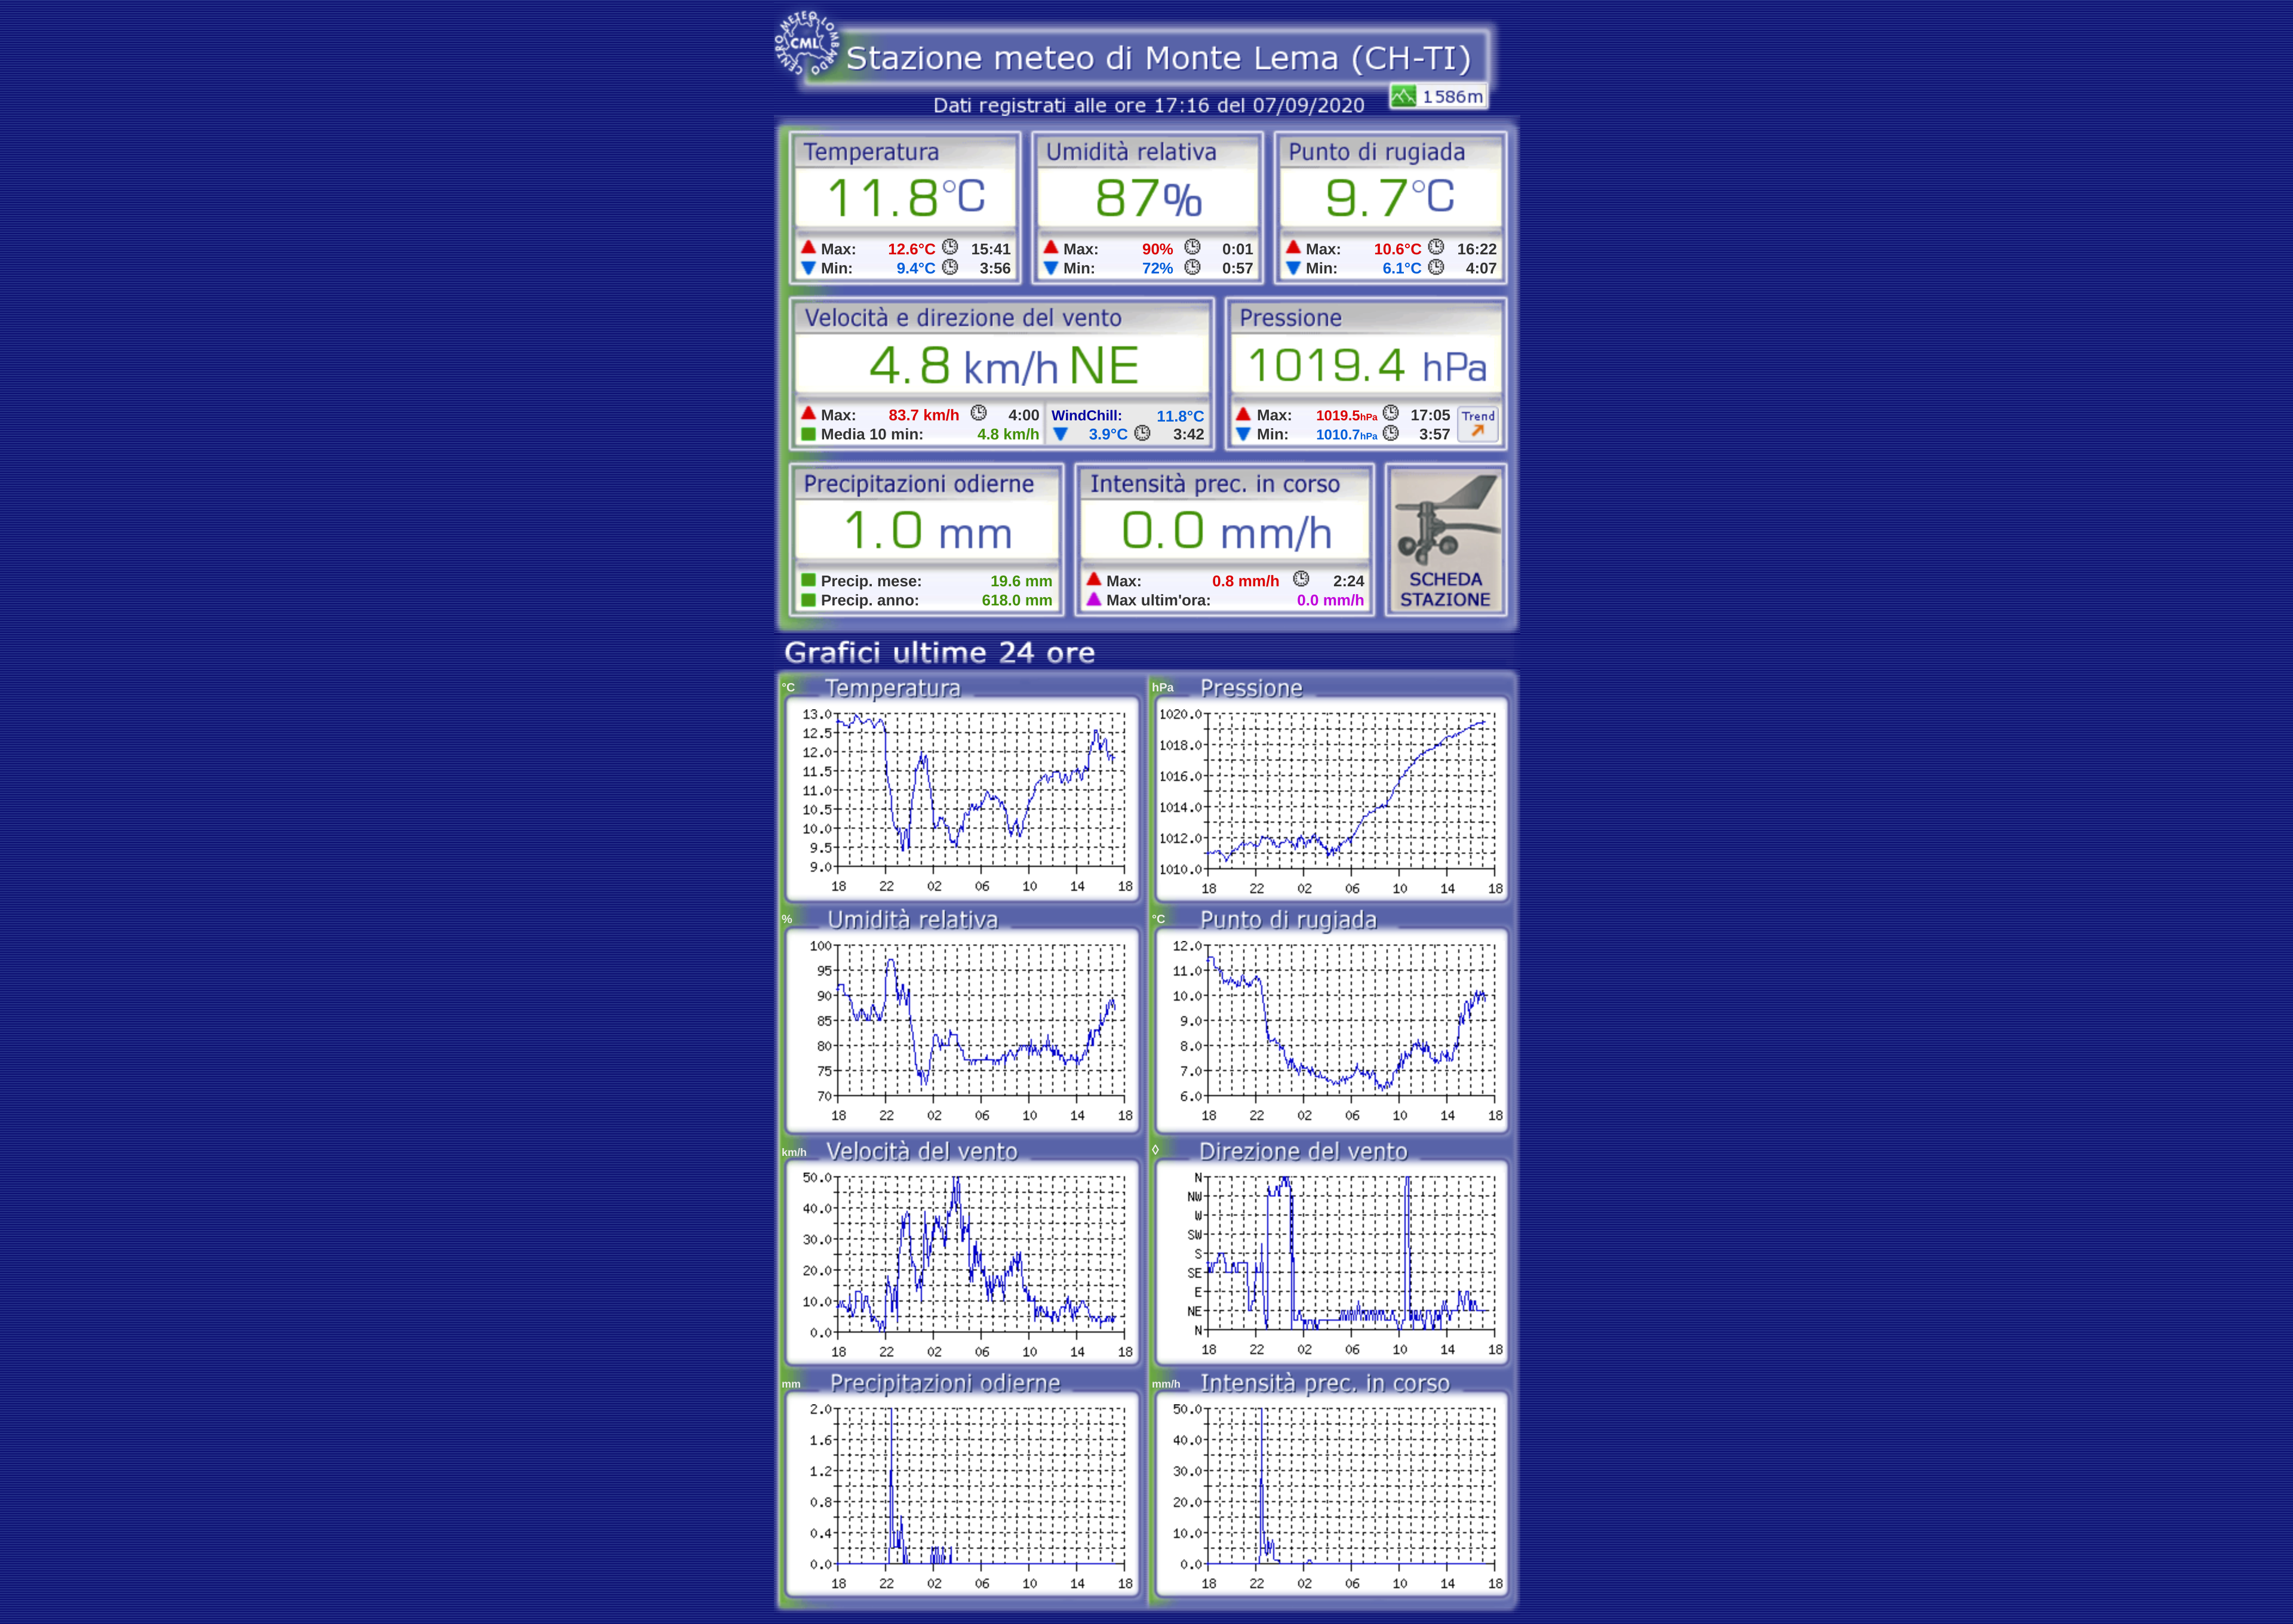 CENTRO METEO LOMBARDO
CML
Stazione meteo di Monte Lema (CH-TI)
Dati registrati alle ore 17:16 del 07/09/2020
1586m
Temperatura
11.8°C
Max: 12.6°C 15:41
Min: 9.4°C 3:56
Umidità relativa
87%
Max: 90% 0:01
Min: 72% 0:57
Punto di rugiada
9.7°C
Max: 10.6°C 16:22
Min: 6.1°C 4:07
Velocità e direzione del vento
4.8 km/h NE
Max: 83.7 km/h 4:00
Media 10 min: 4.8 km/h
WindChill: 11.8°C
3.9°C 3:42
Pressione
1019.4 hPa
Max: 1019.5hPa 17:05
Min: 1010.7hPa 3:57
Trend
Precipitazioni odierne
1.0 mm
Precip. mese: 19.6 mm
Precip. anno: 618.0 mm
Intensità prec. in corso
0.0 mm/h
Max: 0.8 mm/h 2:24
Max ultim'ora: 0.0 mm/h
SCHEDA
STAZIONE
Grafici ultime 24 ore
°C Temperatura
13.0
12.5
12.0
11.5
11.0
10.5
10.0
9.5
9.0
18 22 02 06 10 14 18
hPa Pressione
1020.0
1018.0
1016.0
1014.0
1012.0
1010.0
18 22 02 06 10 14 18
% Umidità relativa
100
95
90
85
80
75
70
18 22 02 06 10 14 18
°C Punto di rugiada
12.0
11.0
10.0
9.0
8.0
7.0
6.0
18 22 02 06 10 14 18
km/h Velocità del vento
50.0
40.0
30.0
20.0
10.0
0.0
18 22 02 06 10 14 18
◊ Direzione del vento
N
NW
W
SW
S
SE
E
NE
N
18 22 02 06 10 14 18
mm Precipitazioni odierne
2.0
1.6
1.2
0.8
0.4
0.0
18 22 02 06 10 14 18
mm/h Intensità prec. in corso
50.0
40.0
30.0
20.0
10.0
0.0
18 22 02 06 10 14 18